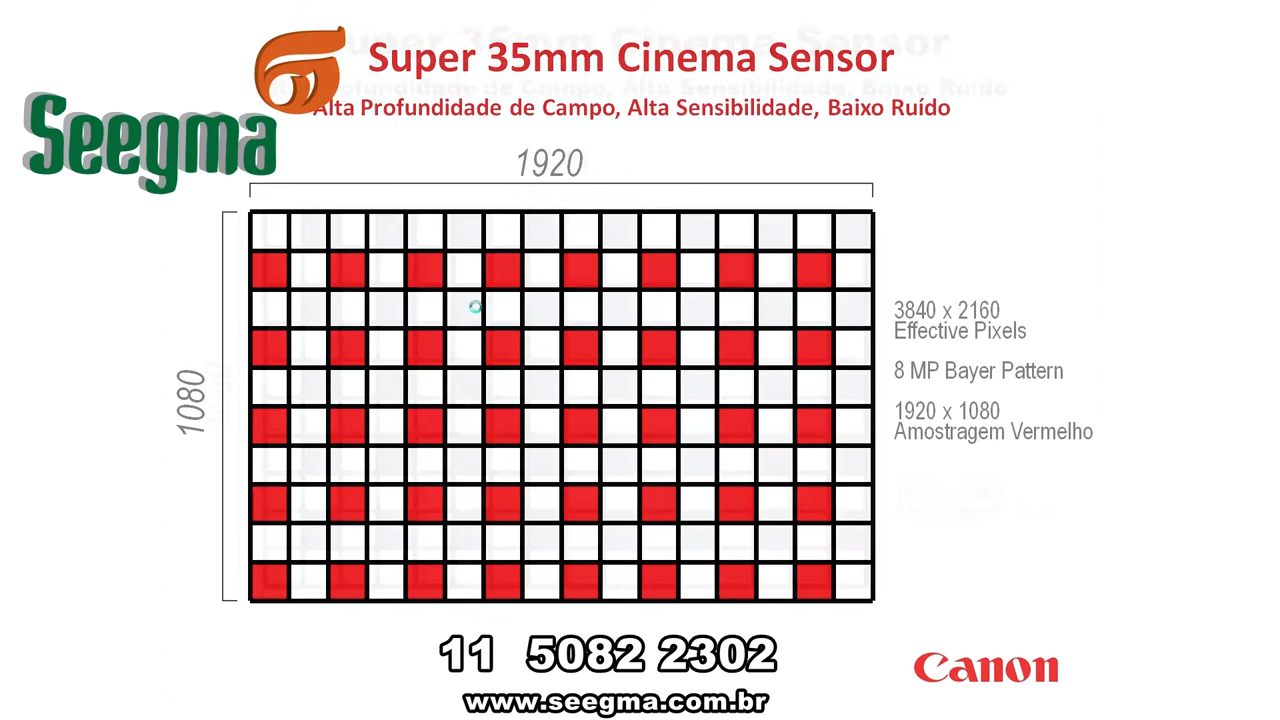 Super 35mm Cinema Sensor
Alta Profundidade de Campo, Alta Sensibilidade, Baixo Ruído
Seegma
1920
1080
3840 x 2160
Effective Pixels
8 MP Bayer Pattern
1920 x 1080
Amostragem Vermelho
11 5082 2302
www.seegma.com.br
Canon